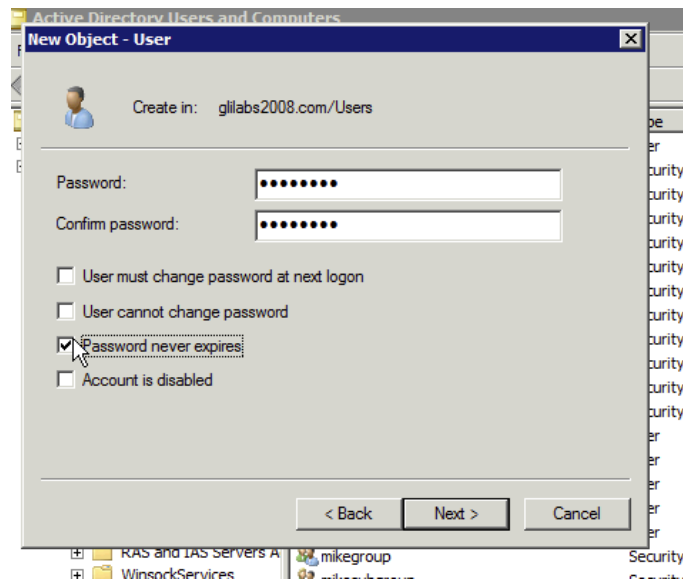 Active Directory Users and Computers
New Object - User
Create in: glilabs2008.com/Users
Password:
Confirm password:
User must change password at next logon
User cannot change password
Password never expires
Account is disabled
< Back Next > Cancel
RAS and IAS Servers A mikegroup Security
WinsockServices